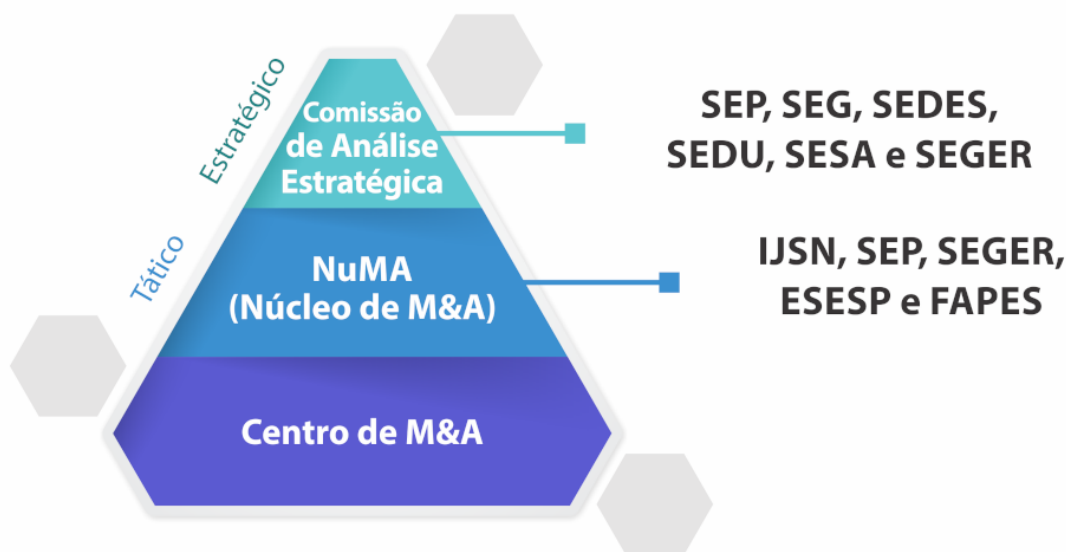 Estratégico
Comissão
de Análise
Estratégica
SEP, SEG, SEDES,
SEDU, SESA e SEGER
Tático
NuMA
(Núcleo de M&A)
IJSN, SEP, SEGER,
ESESP e FAPES
Centro de M&A